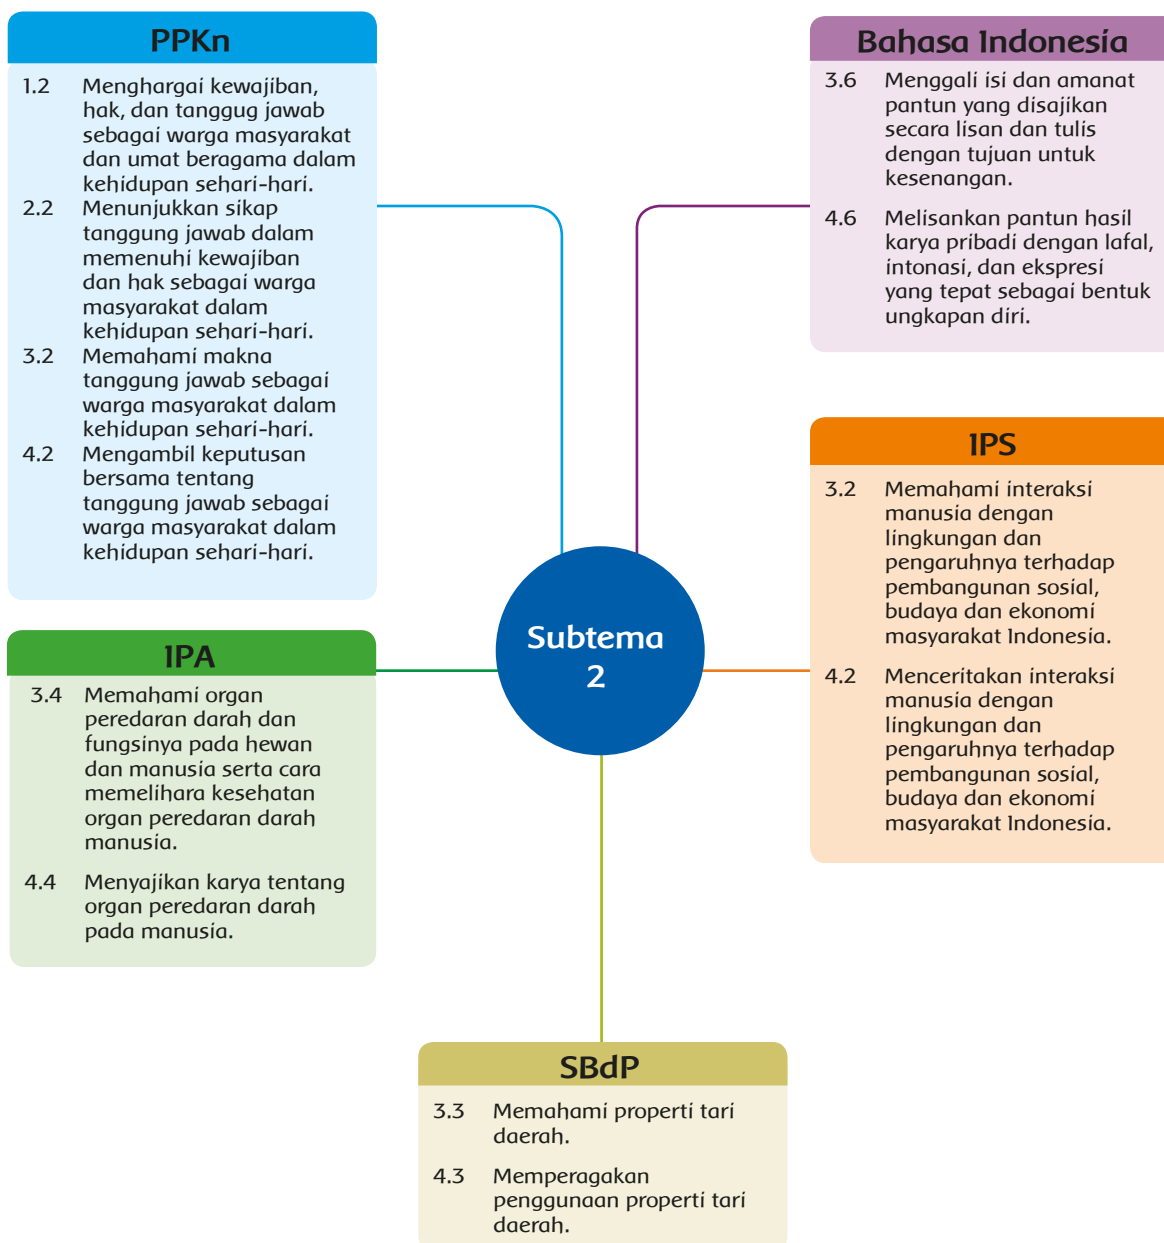 PPKn
1.2 Menghargai kewajiban,
hak, dan tanggug jawab
sebagai warga masyarakat
dan umat beragama dalam
kehidupan sehari-hari.
2.2 Menunjukkan sikap
tanggung jawab dalam
memenuhi kewajiban
dan hak sebagai warga
masyarakat dalam
kehidupan sehari-hari.
3.2 Memahami makna
tanggung jawab sebagai
warga masyarakat dalam
kehidupan sehari-hari.
4.2 Mengambil keputusan
bersama tentang
tanggung jawab sebagai
warga masyarakat dalam
kehidupan sehari-hari.
Bahasa Indonesia
3.6 Menggali isi dan amanat
pantun yang disajikan
secara lisan dan tulis
dengan tujuan untuk
kesenangan.
4.6 Melisankan pantun hasil
karya pribadi dengan lafal,
intonasi, dan ekspresi
yang tepat sebagai bentuk
ungkapan diri.
IPS
3.2 Memahami interaksi
manusia dengan
lingkungan dan
pengaruhnya terhadap
pembangunan sosial,
budaya dan ekonomi
masyarakat Indonesia.
4.2 Menceritakan interaksi
manusia dengan
lingkungan dan
pengaruhnya terhadap
pembangunan sosial,
budaya dan ekonomi
masyarakat Indonesia.
Subtema
2
IPA
3.4 Memahami organ
peredaran darah dan
fungsinya pada hewan
dan manusia serta cara
memelihara kesehatan
organ peredaran darah
manusia.
4.4 Menyajikan karya tentang
organ peredaran darah
pada manusia.
SBdP
3.3 Memahami properti tari
daerah.
4.3 Memperagakan
penggunaan properti tari
daerah.